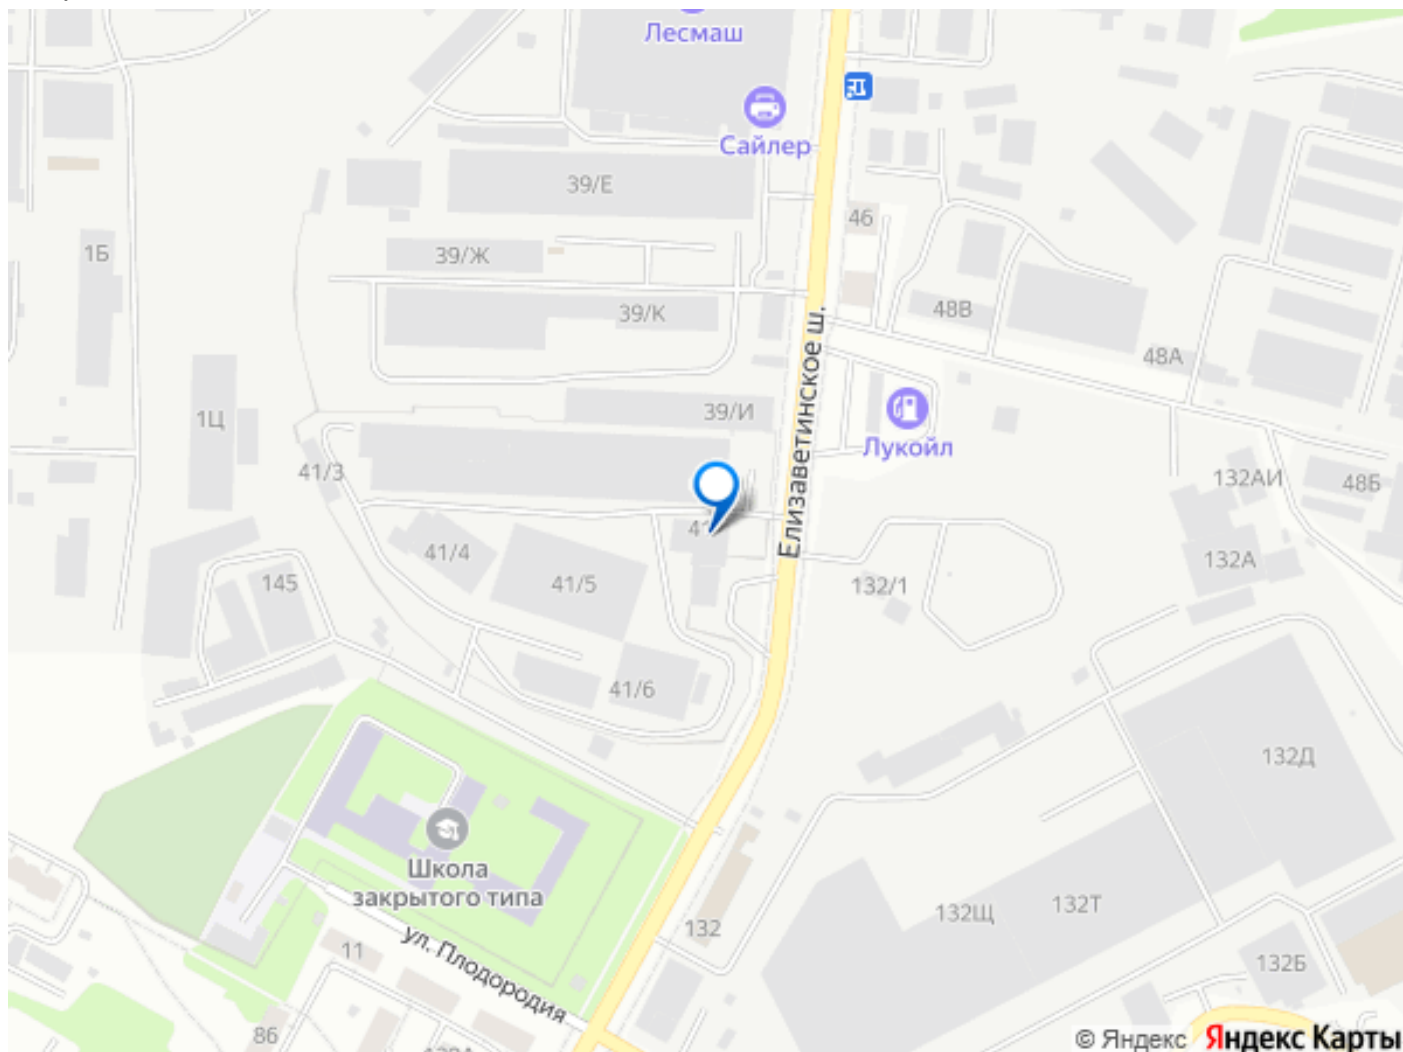 Лесмаш
Сайлер
39/Е
46
1Б
39/Ж
48В
39/К
48А
Елизаветинское ш.
39/И
1Ц
Лукойл
41/3
132АИ
48Б
41/4
132А
145
41/5
132/1
41/6
132Д
Школа
закрытого типа
132Щ
132Т
132
ул. Плодородия
11
132Б
86
© Яндекс Яндекс Карты